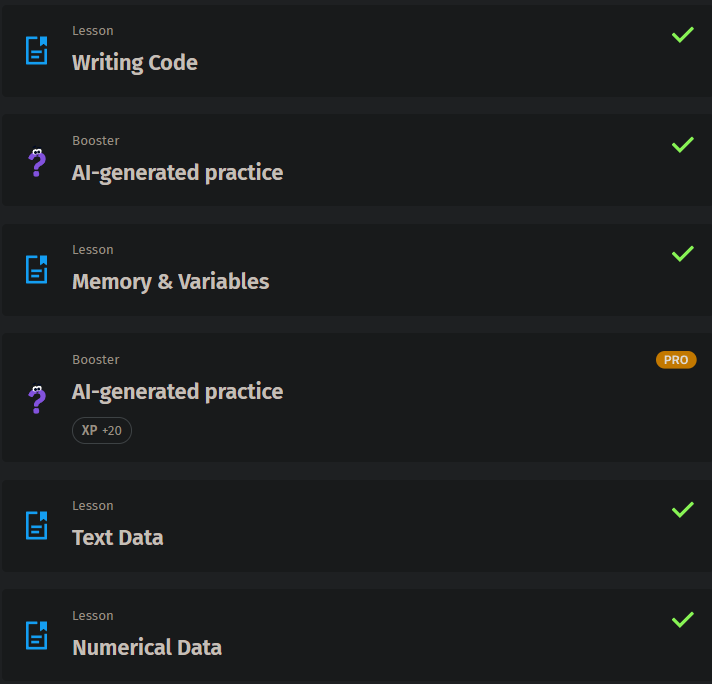 Lesson
Writing Code
Booster
AI-generated practice
Lesson
Memory & Variables
Booster
PRO
AI-generated practice
XP +20
Lesson
Text Data
Lesson
Numerical Data